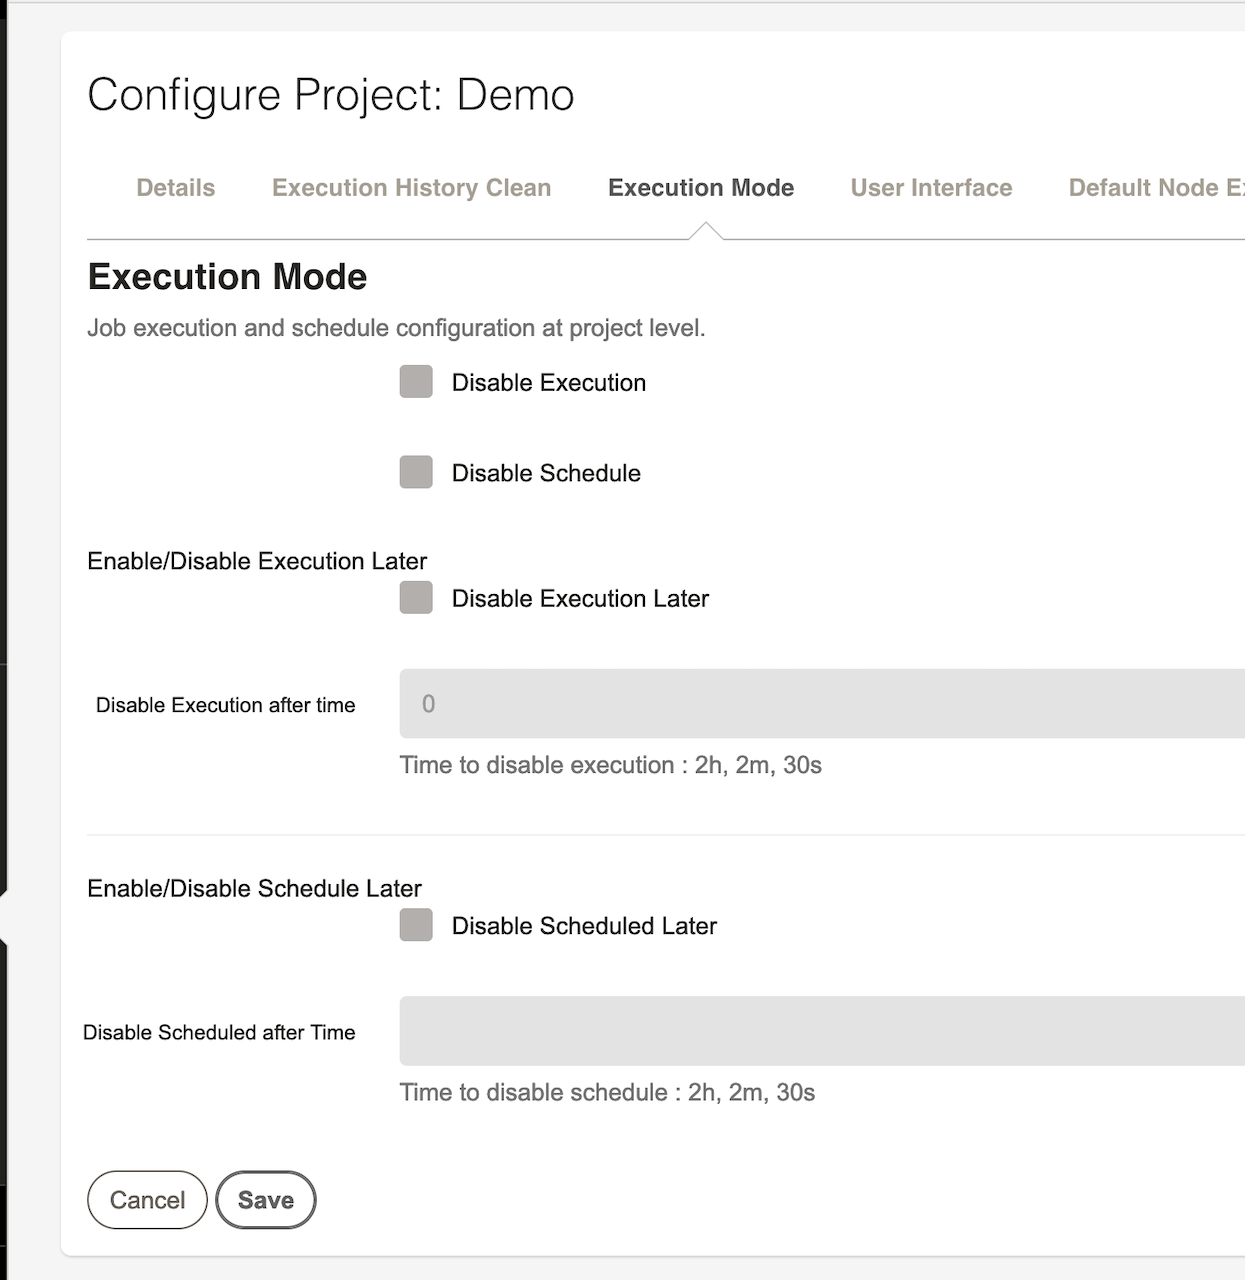 Configure Project: Demo
Details Execution History Clean Execution Mode User Interface Default Node
Execution Mode
Job execution and schedule configuration at project level.
Disable Execution
Disable Schedule
Enable/Disable Execution Later
Disable Execution Later
Disable Execution after time 0
Time to disable execution : 2h, 2m, 30s
Enable/Disable Schedule Later
Disable Scheduled Later
Disable Scheduled after Time
Time to disable schedule : 2h, 2m, 30s
Cancel Save